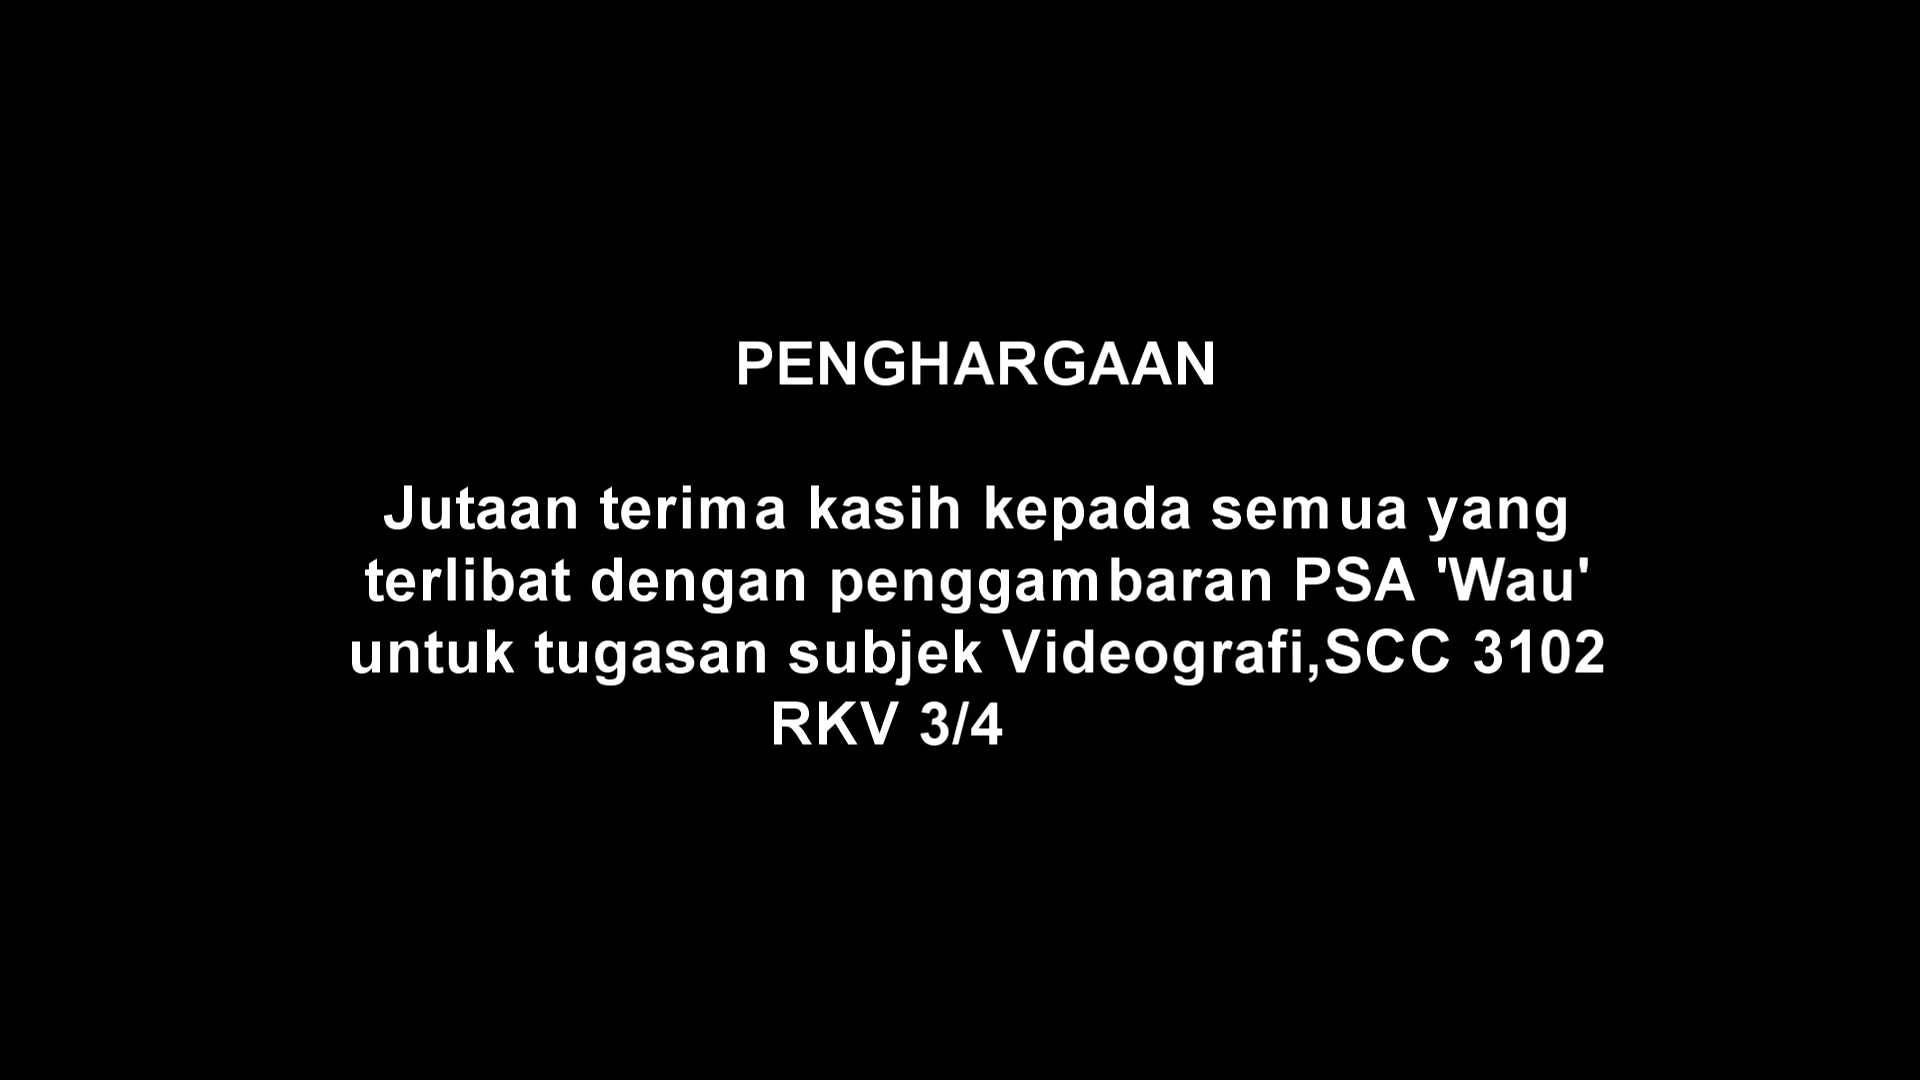 PENGHARGAAN
Jutaan terima kasih kepada semua yang
terlibat dengan penggambaran PSA 'Wau'
untuk tugasan subjek Videografi,SCC 3102
RKV 3/4